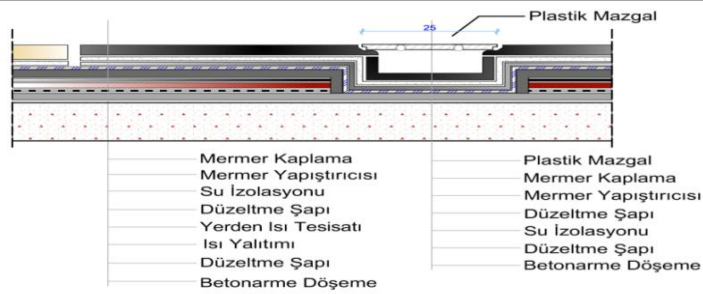 Plastik Mazgal
25
Mermer Kaplama
Mermer Yapıştırıcısı
Su İzolasyonu
Düzeltme Şapı
Yerden Isı Tesisatı
Isı Yalıtımı
Düzeltme Şapı
Betonarme Döşeme
Plastik Mazgal
Mermer Kaplama
Mermer Yapıştırıcısı
Düzeltme Şapı
Su İzolasyonu
Düzeltme Şapı
Betonarme Döşeme